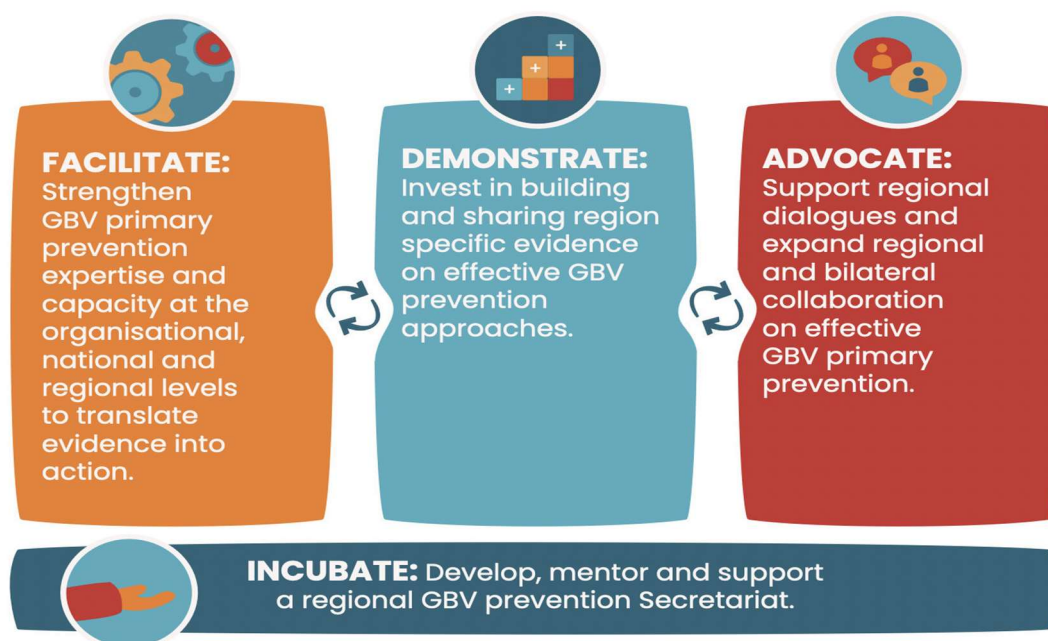 FACILITATE:
Strengthen
GBV primary
prevention
expertise and
capacity at the
organisational,
national and
regional levels
to translate
evidence into
action.
DEMONSTRATE:
Invest in building
and sharing region
specific evidence
on effective GBV
prevention
approaches.
ADVOCATE:
Support regional
dialogues and
expand regional
and bilateral
collaboration
on effective
GBV primary
prevention.
INCUBATE: Develop, mentor and support
a regional GBV prevention Secretariat.